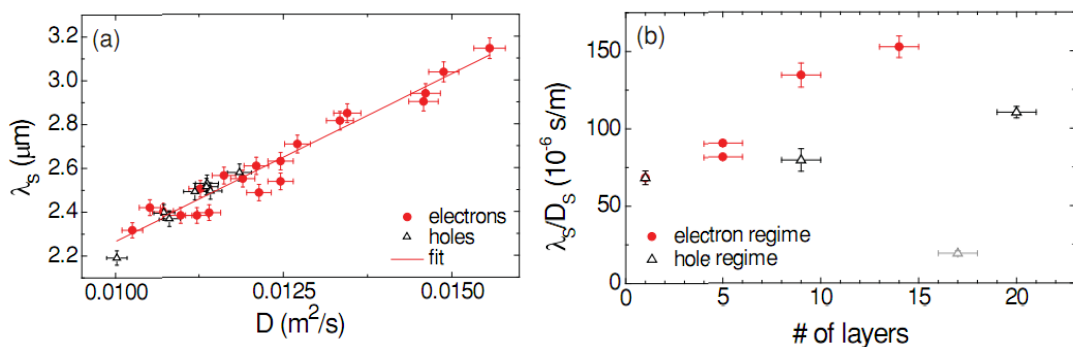 (a)
3.2
3.0
2.8
2.6
2.4
2.2
λs (μm)
electrons
holes
fit
0.0100 0.0125 0.0150
D (m²/s)
(b)
150
100
50
0
λs/Ds (10⁻⁶ s/m)
electron regime
hole regime
0 5 10 15 20
# of layers